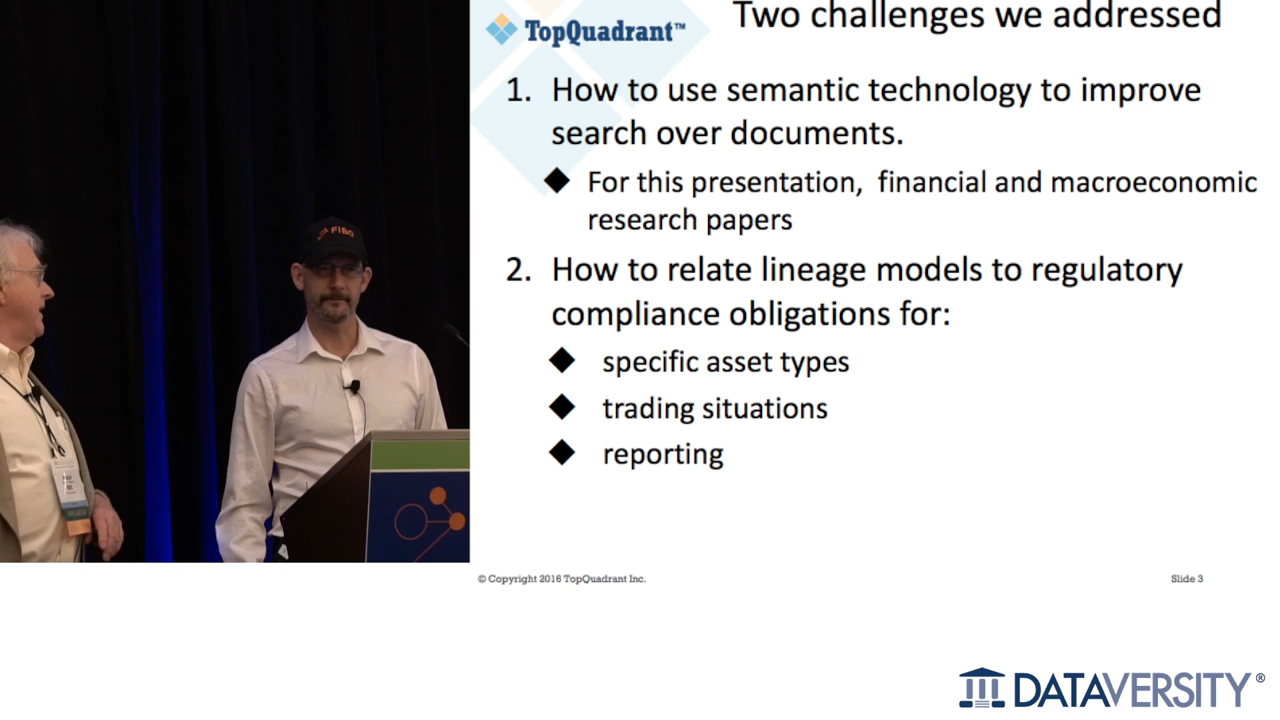 TopQuadrant™
Two challenges we addressed
1. How to use semantic technology to improve
search over documents.
◆ For this presentation, financial and macroeconomic
research papers
2. How to relate lineage models to regulatory
compliance obligations for:
◆ specific asset types
◆ trading situations
◆ reporting
© Copyright 2016 TopQuadrant Inc.
Slide 3
FIBO
SPEAKER
DATAVERSITY®